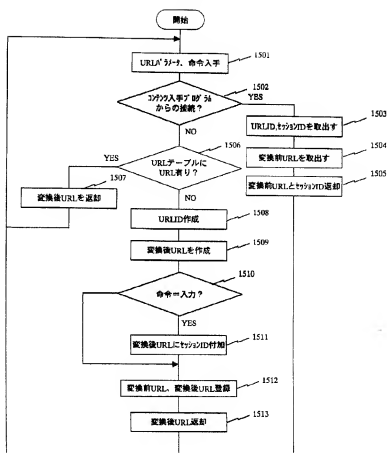 開始
URLﾊﾟﾗﾒｰﾀ、命令入手
1501
ｺﾝﾃﾝﾂ入手ﾌﾟﾛｸﾞﾗﾑ
からの接続？
1502
YES
NO
URLID,ｾｯｼｮﾝIDを取出す
1503
変換前URLを取出す
1504
変換前URLとｾｯｼｮﾝID返却
1505
URLテーブルに
URL有り？
1506
YES
NO
変換後URLを返却
1507
URLID作成
1508
変換後URLを作成
1509
命令＝入力？
1510
YES
変換後URLにｾｯｼｮﾝID付加
1511
変換前URL、変換後URL登録
1512
変換後URL返却
1513